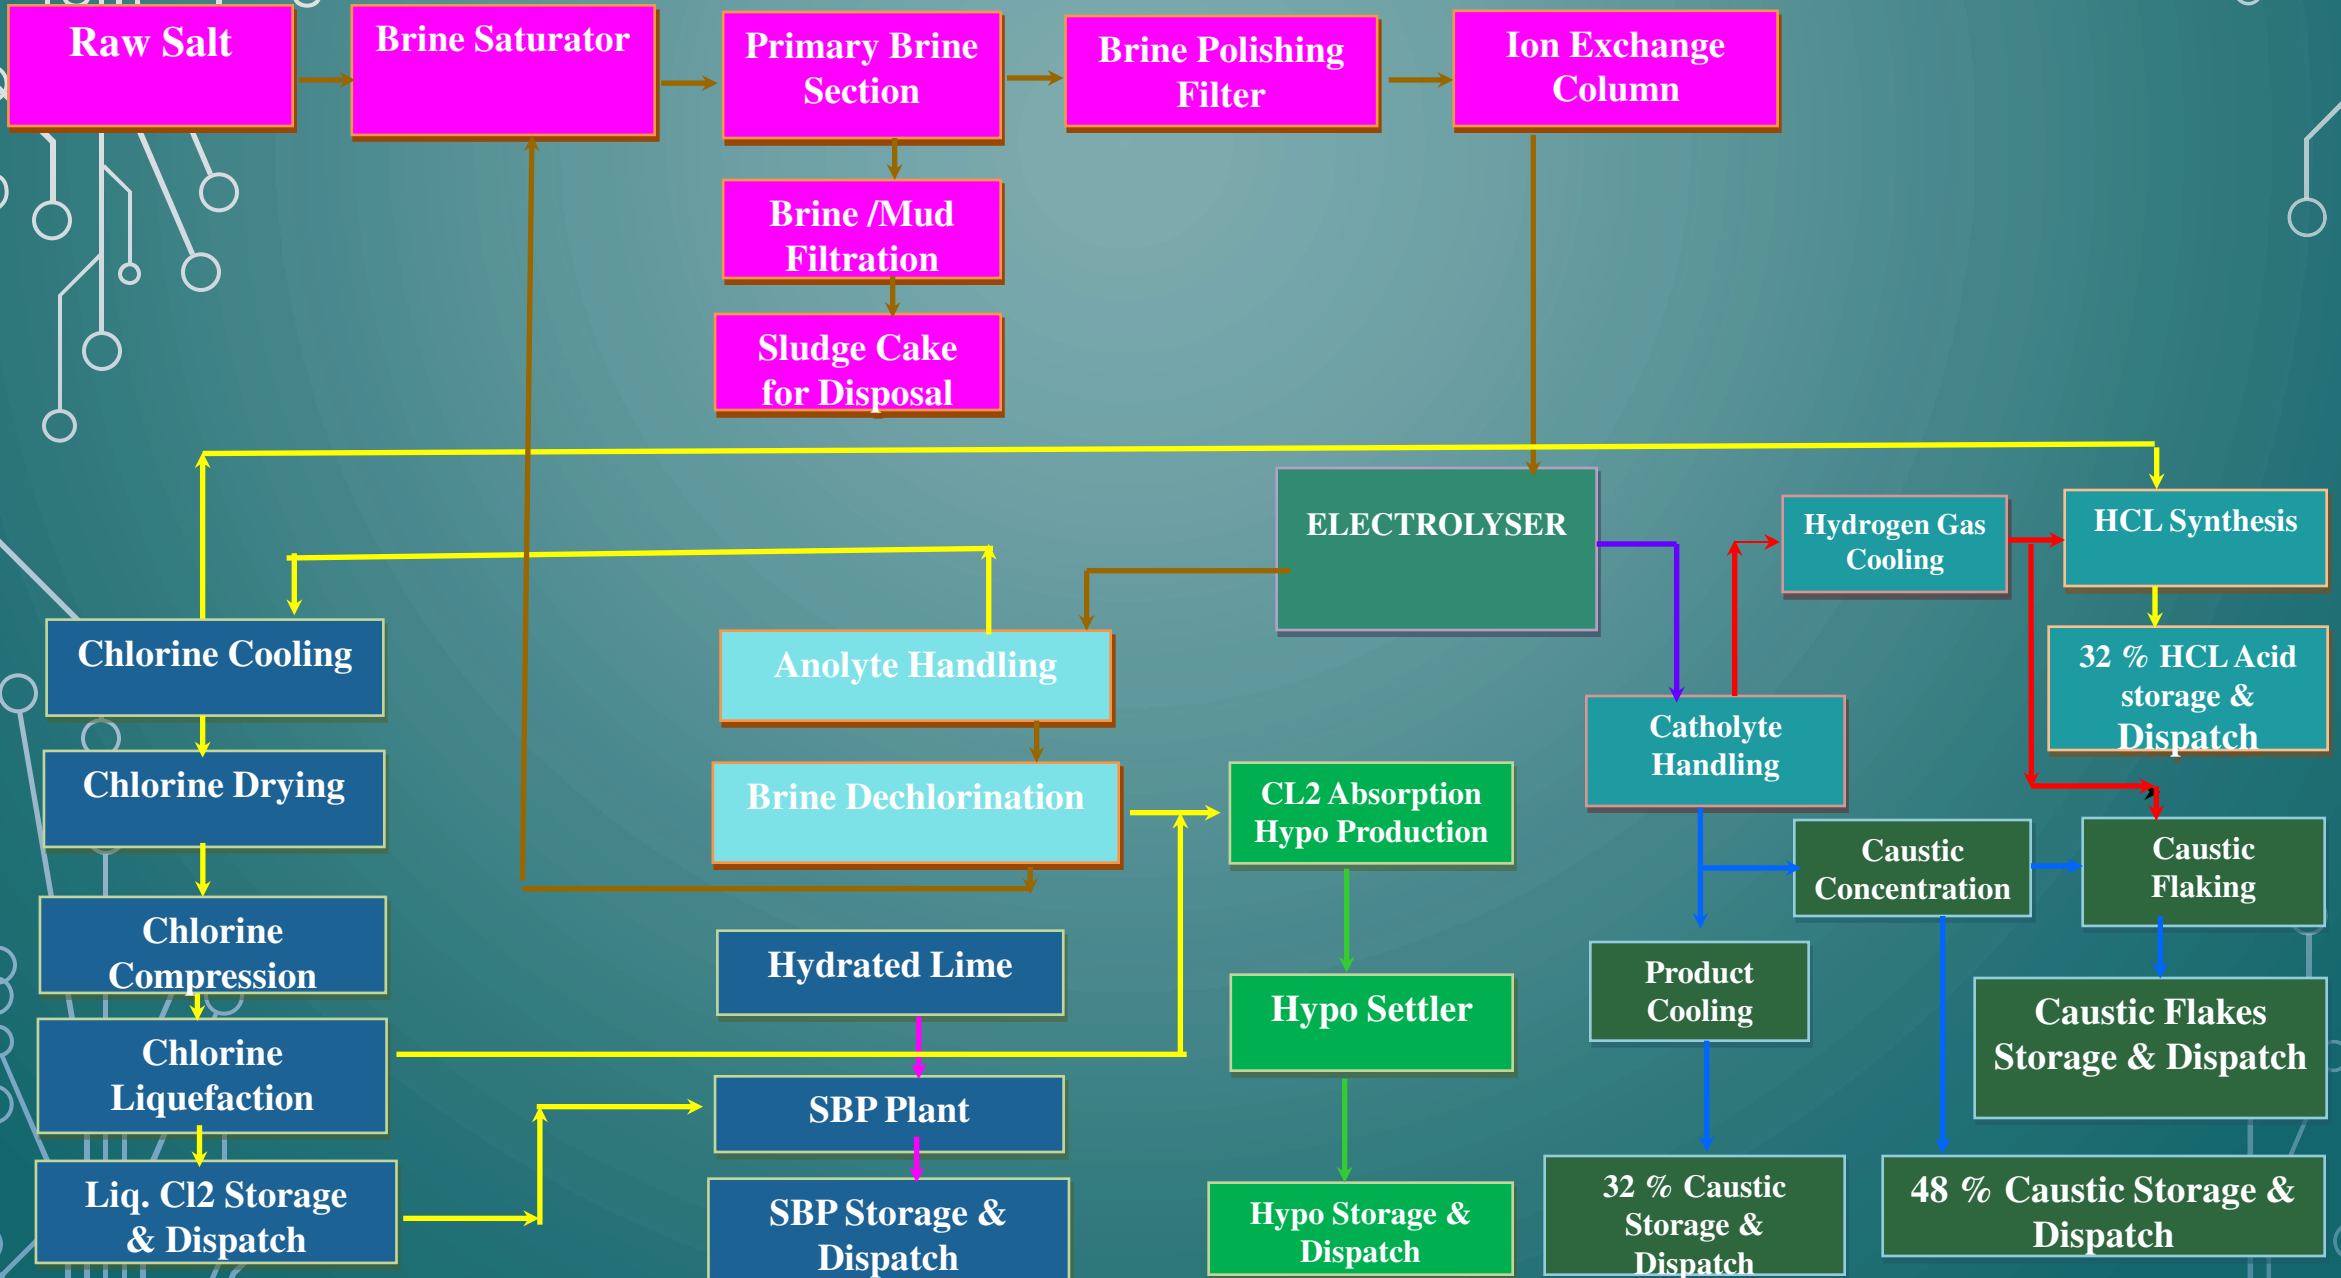 Raw Salt
Brine Saturator
Primary Brine
Section
Brine Polishing
Filter
Ion Exchange
Column
Brine /Mud
Filtration
Sludge Cake
for Disposal
ELECTROLYSER
Hydrogen Gas
Cooling
HCL Synthesis
Chlorine Cooling
Anolyte Handling
Catholyte
Handling
32 % HCL Acid
storage &
Dispatch
Chlorine Drying
Brine Dechlorination
CL2 Absorption
Hypo Production
Caustic
Concentration
Caustic
Flaking
Chlorine
Compression
Hydrated Lime
Hypo Settler
Product
Cooling
Caustic Flakes
Storage & Dispatch
Chlorine
Liquefaction
SBP Plant
Liq. Cl2 Storage
& Dispatch
SBP Storage &
Dispatch
Hypo Storage &
Dispatch
32 % Caustic
Storage &
Dispatch
48 % Caustic Storage &
Dispatch